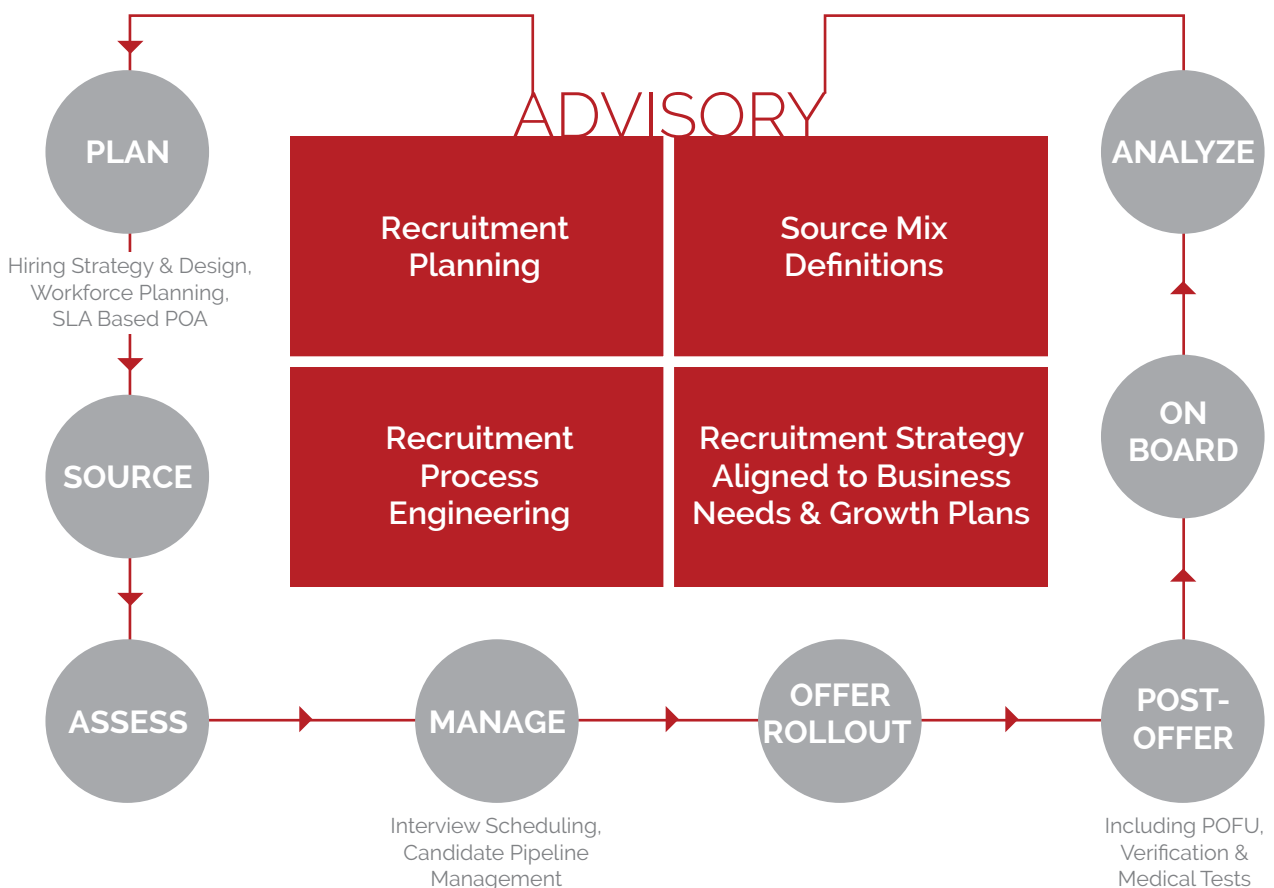 ADVISORY
PLAN
ANALYZE
Recruitment
Planning
Source Mix
Definitions
Hiring Strategy & Design,
Workforce Planning,
SLA Based POA
SOURCE
Recruitment
Process
Engineering
Recruitment Strategy
Aligned to Business
Needs & Growth Plans
ON
BOARD
ASSESS
MANAGE
OFFER
ROLLOUT
POST-
OFFER
Interview Scheduling,
Candidate Pipeline
Management
Including POFU,
Verification &
Medical Tests